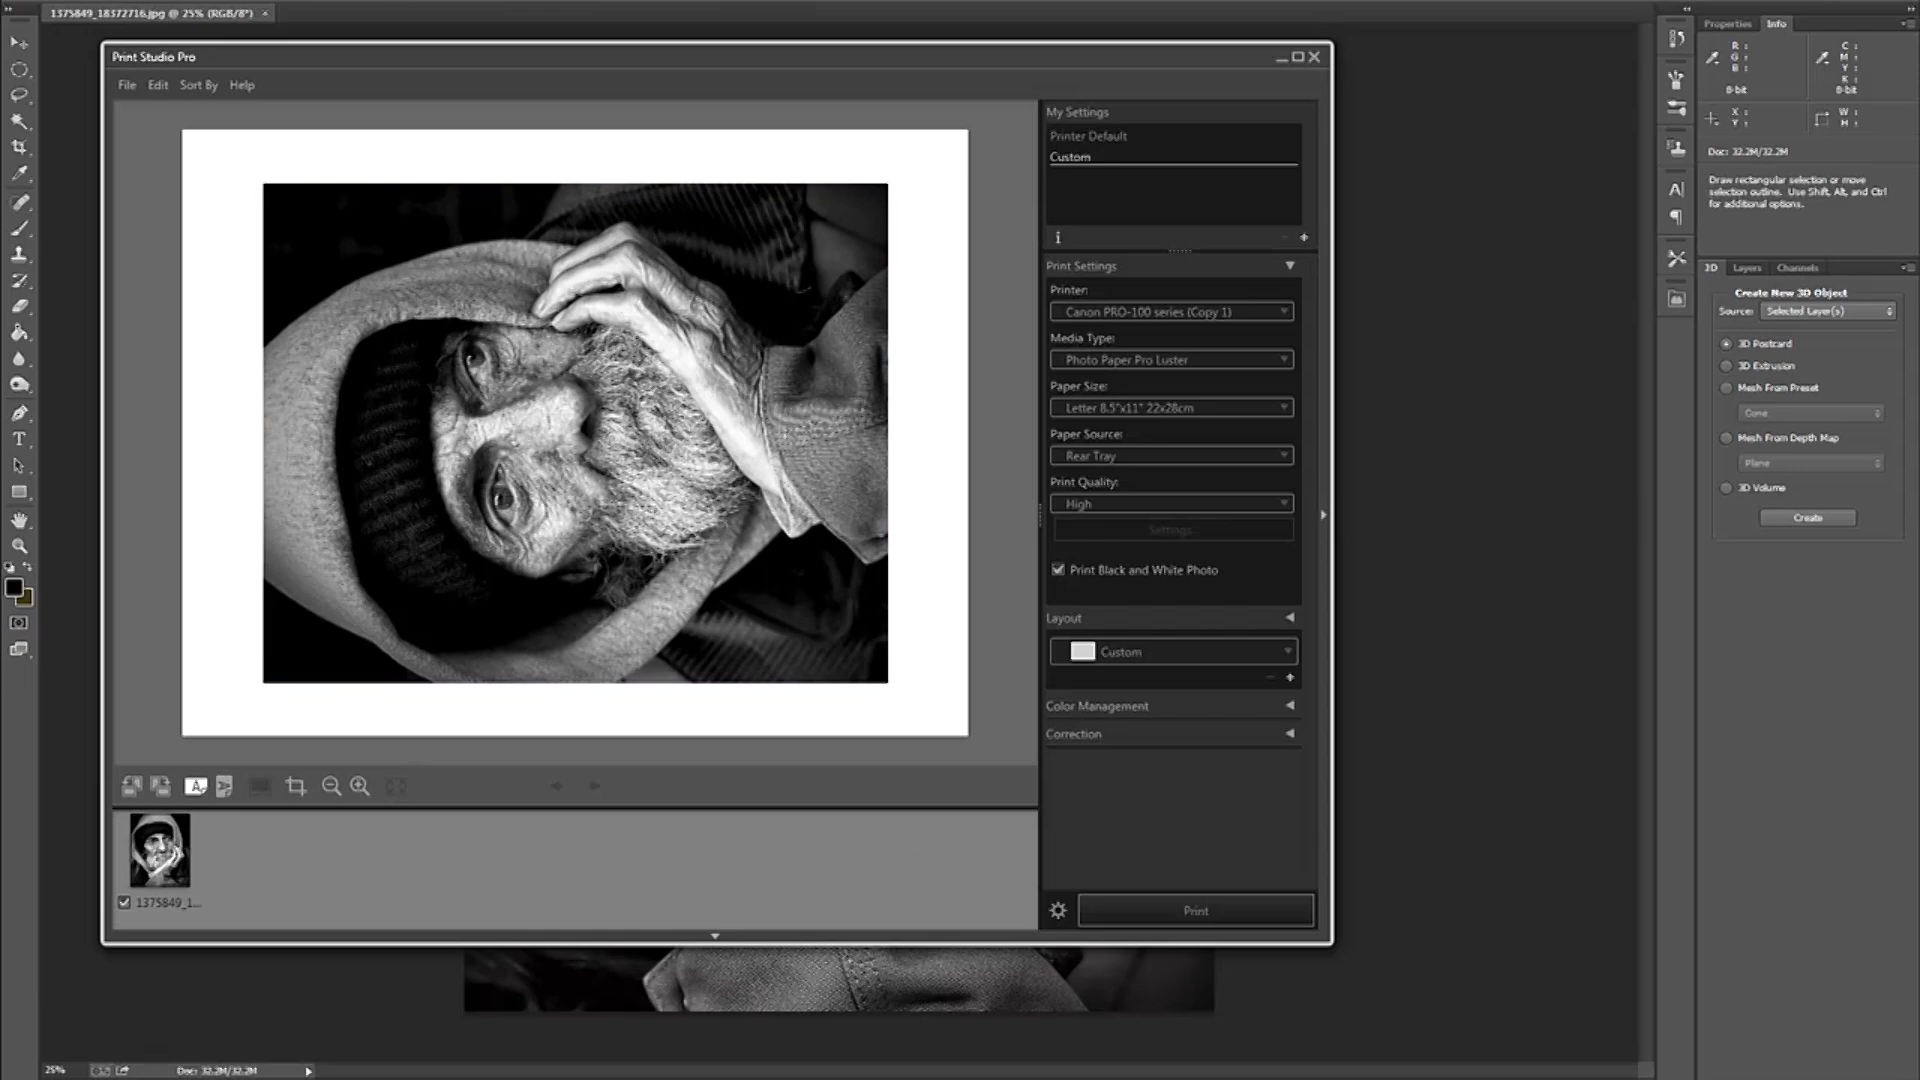 1375849_18372716.jpg @ 25% (RGB/8*) ×
Print Studio Pro
File Edit Sort By Help
My Settings
Printer Default
Custom
Print Settings
Printer:
Canon PRO-100 series (Copy 1)
Media Type:
Photo Paper Pro Luster
Paper Size:
Letter 8.5"x11" 22x28cm
Paper Source:
Rear Tray
Print Quality:
High
Settings...
Print Black and White Photo
Layout
Custom
Color Management
Correction
Print
1375849_1...
25%
Doc: 32.2M/32.2M
Properties Info
R :
G :
B :
8-bit
C :
M :
Y :
K :
8-bit
X :
Y :
W :
H :
Doc: 32.2M/32.2M
Draw rectangular selection or move
selection outline. Use Shift, Alt, and Ctrl
for additional options.
3D Layers Channels
Create New 3D Object
Source: Selected Layer(s)
3D Postcard
3D Extrusion
Mesh From Preset
Cone
Mesh From Depth Map
Plane
3D Volume
Create